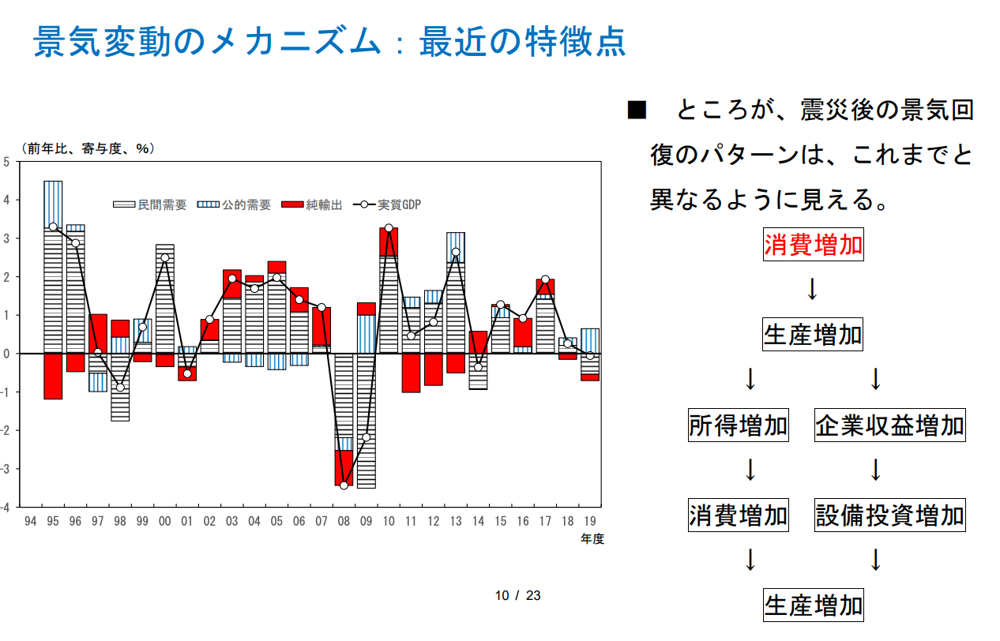 景気変動のメカニズム：最近の特徴点
■　ところが、震災後の景気回
復のパターンは、これまでと
異なるように見える。
（前年比、寄与度、％）
5
4
3
2
1
0
-1
-2
-3
-4
民間需要 公的需要 純輸出 実質GDP
94 95 96 97 98 99 00 01 02 03 04 05 06 07 08 09 10 11 12 13 14 15 16 17 18 19
年度
消費増加
↓
生産増加
↓ ↓
所得増加 企業収益増加
↓ ↓
消費増加 設備投資増加
↓ ↓
生産増加
10 / 23